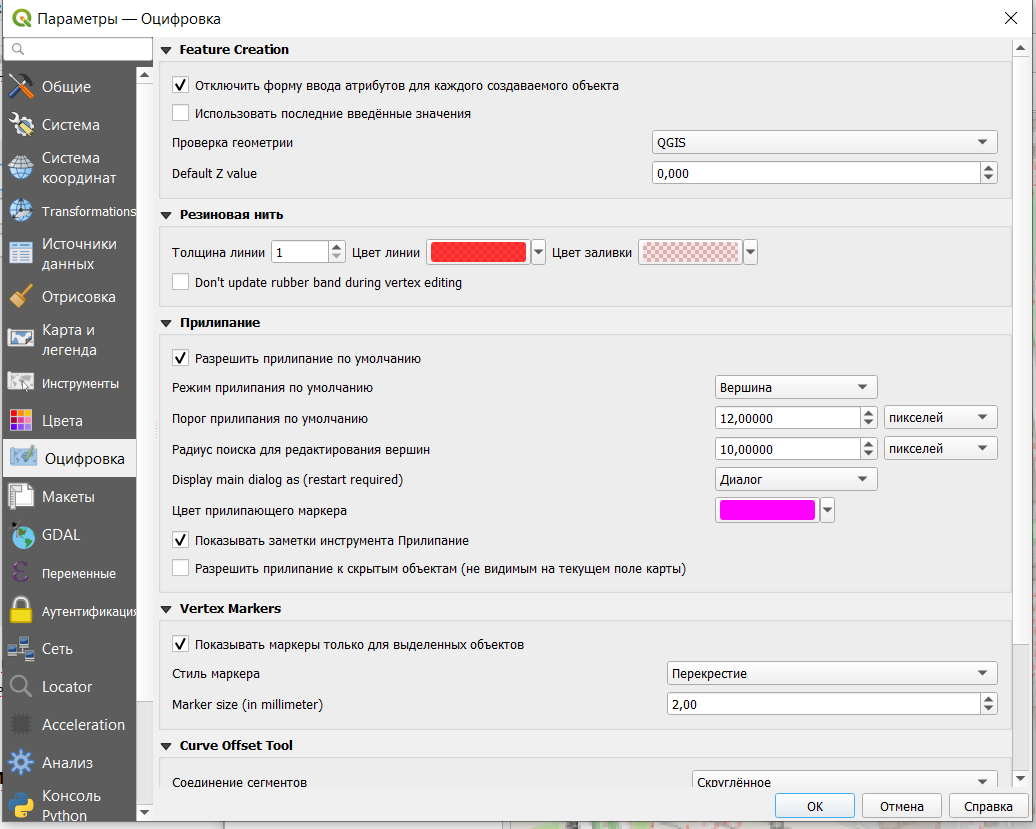 Параметры — Оцифровка
Общие
Система
Система
координат
Transformations
Источники
данных
Отрисовка
Карта и
легенда
Инструменты
Цвета
Оцифровка
Макеты
GDAL
Переменные
Аутентификация
Сеть
Locator
Acceleration
Анализ
Консоль
Python
Feature Creation
Отключить форму ввода атрибутов для каждого создаваемого объекта
Использовать последние введённые значения
Проверка геометрии QGIS
Default Z value 0,000
Резиновая нить
Толщина линии 1 Цвет линии Цвет заливки
Don't update rubber band during vertex editing
Прилипание
Разрешить прилипание по умолчанию
Режим прилипания по умолчанию Вершина
Порог прилипания по умолчанию 12,00000 пикселей
Радиус поиска для редактирования вершин 10,00000 пикселей
Display main dialog as (restart required) Диалог
Цвет прилипающего маркера
Показывать заметки инструмента Прилипание
Разрешить прилипание к скрытым объектам (не видимым на текущем поле карты)
Vertex Markers
Показывать маркеры только для выделенных объектов
Стиль маркера Перекрестие
Marker size (in millimeter) 2,00
Curve Offset Tool
Соединение сегментов Скруглённое
ОК Отмена Справка